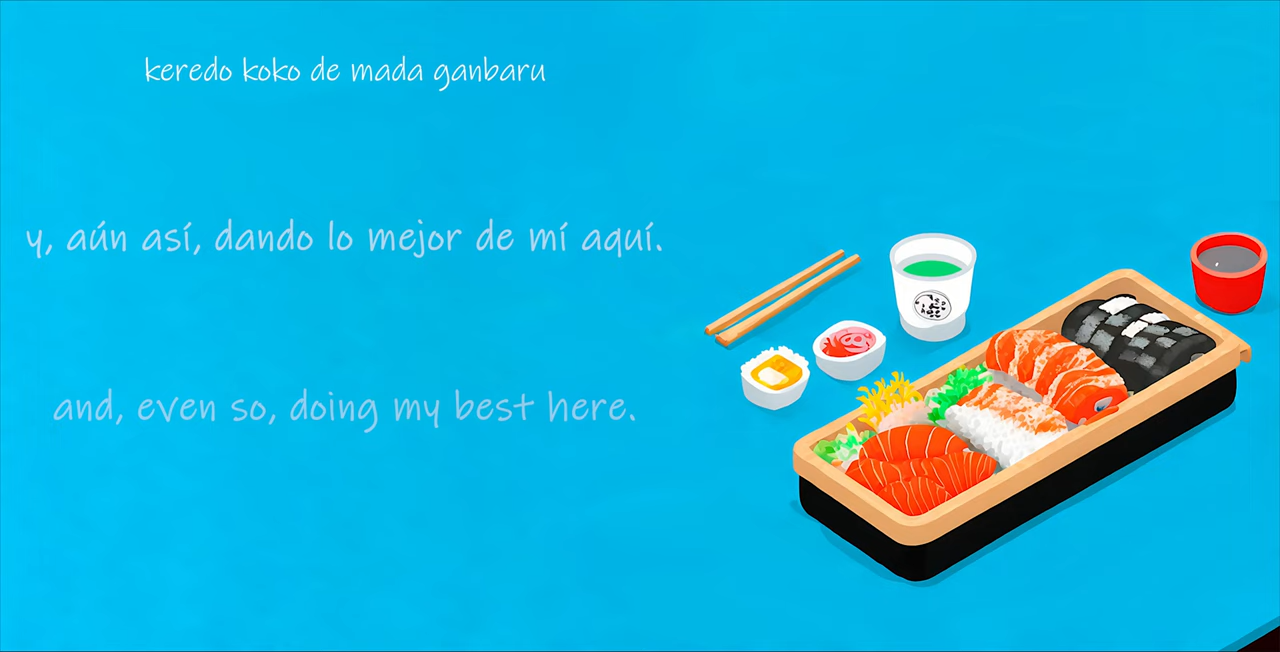 keredo koko de mada ganbaru
y, aún así, dando lo mejor de mí aquí.
and, even so, doing my best here.